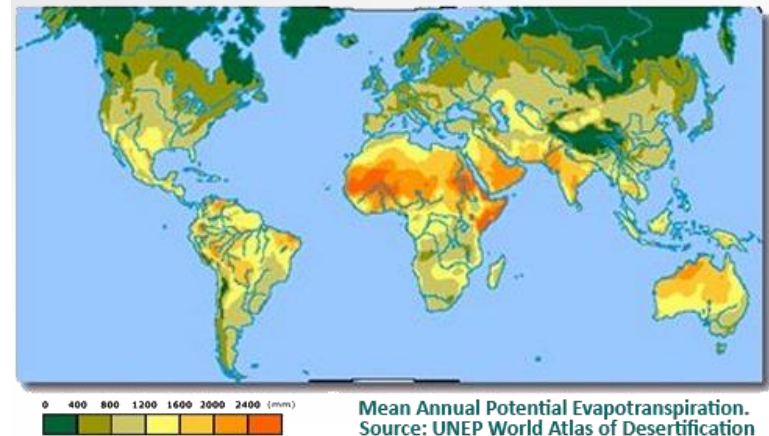 0 400 800 1200 1600 2000 2400 (mm)
Mean Annual Potential Evapotranspiration.
Source: UNEP World Atlas of Desertification